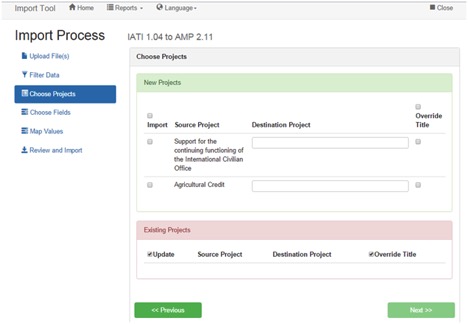 Import Tool Home Reports Language Close
Import Process IATI 1.04 to AMP 2.11
Upload File(s)
Filter Data
Choose Projects
Choose Fields
Map Values
Review and Import
Choose Projects
New Projects
Import Source Project Destination Project Override
Title
Support for the
continuing functioning of
the International Civilian
Office
Agricultural Credit
Existing Projects
Update Source Project Destination Project Override Title
<< Previous Next >>